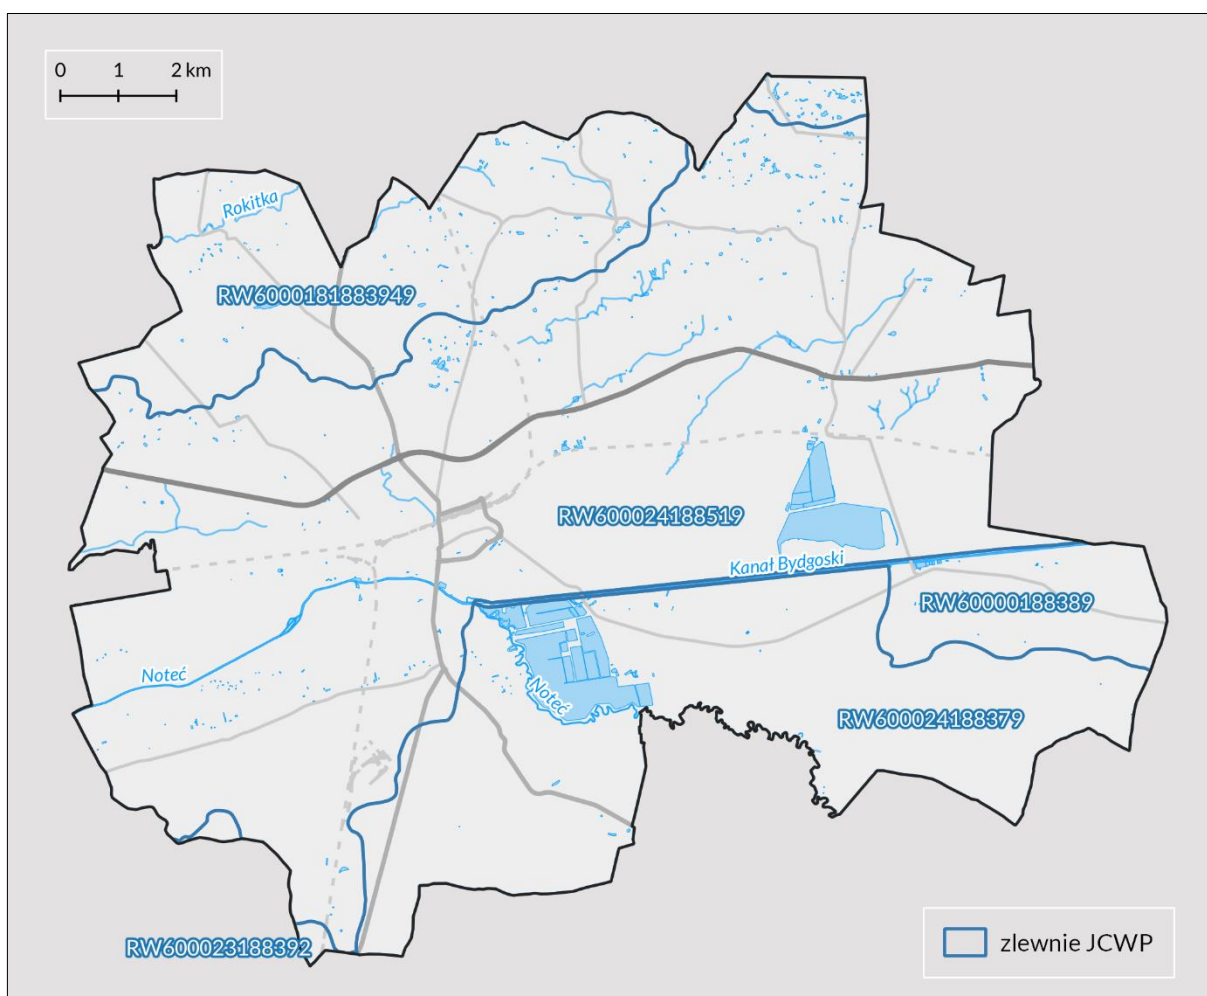 0 1 2 km
Rokitka
RW6000181883949
RW600024188519
Kanał Bydgoski
RW60000188389
Noteć
Noteć
RW600024188379
RW600023188392
zlewnie JCWP